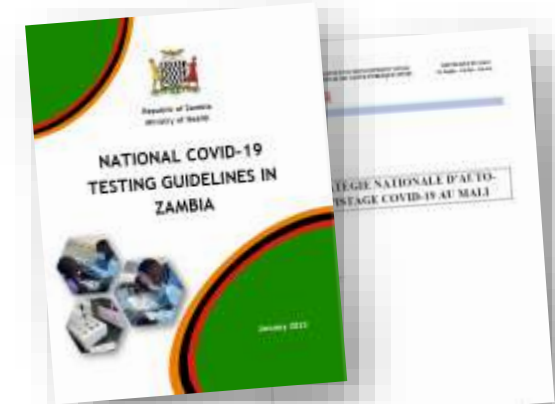 Republic of Zambia
Ministry of Health
NATIONAL COVID-19
TESTING GUIDELINES IN
ZAMBIA
January 2022
TÉGIE NATIONALE D'AUTO-
ISTAGE COVID-19 AU MALI